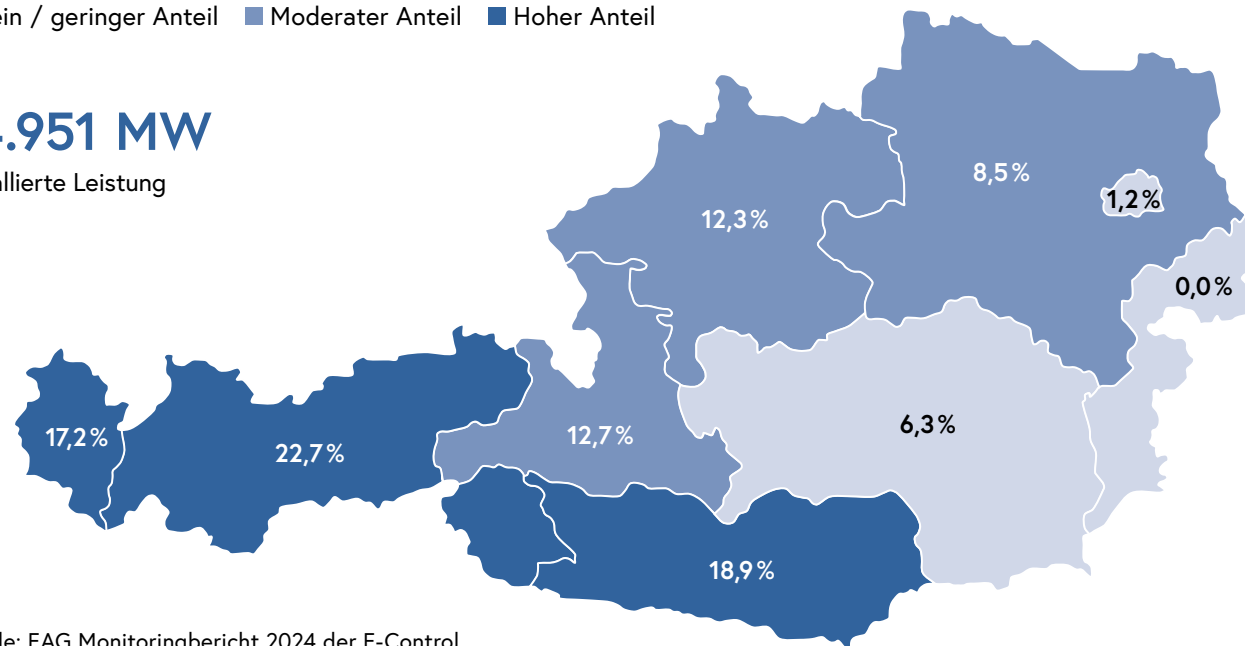 ein / geringer Anteil Moderater Anteil Hoher Anteil
.951 MW
allierte Leistung
8,5 %
1,2 %
12,3 %
0,0 %
6,3 %
17,2 %
12,7 %
22,7 %
18,9 %
le: EAG Monitoringbericht 2024 der E-Control